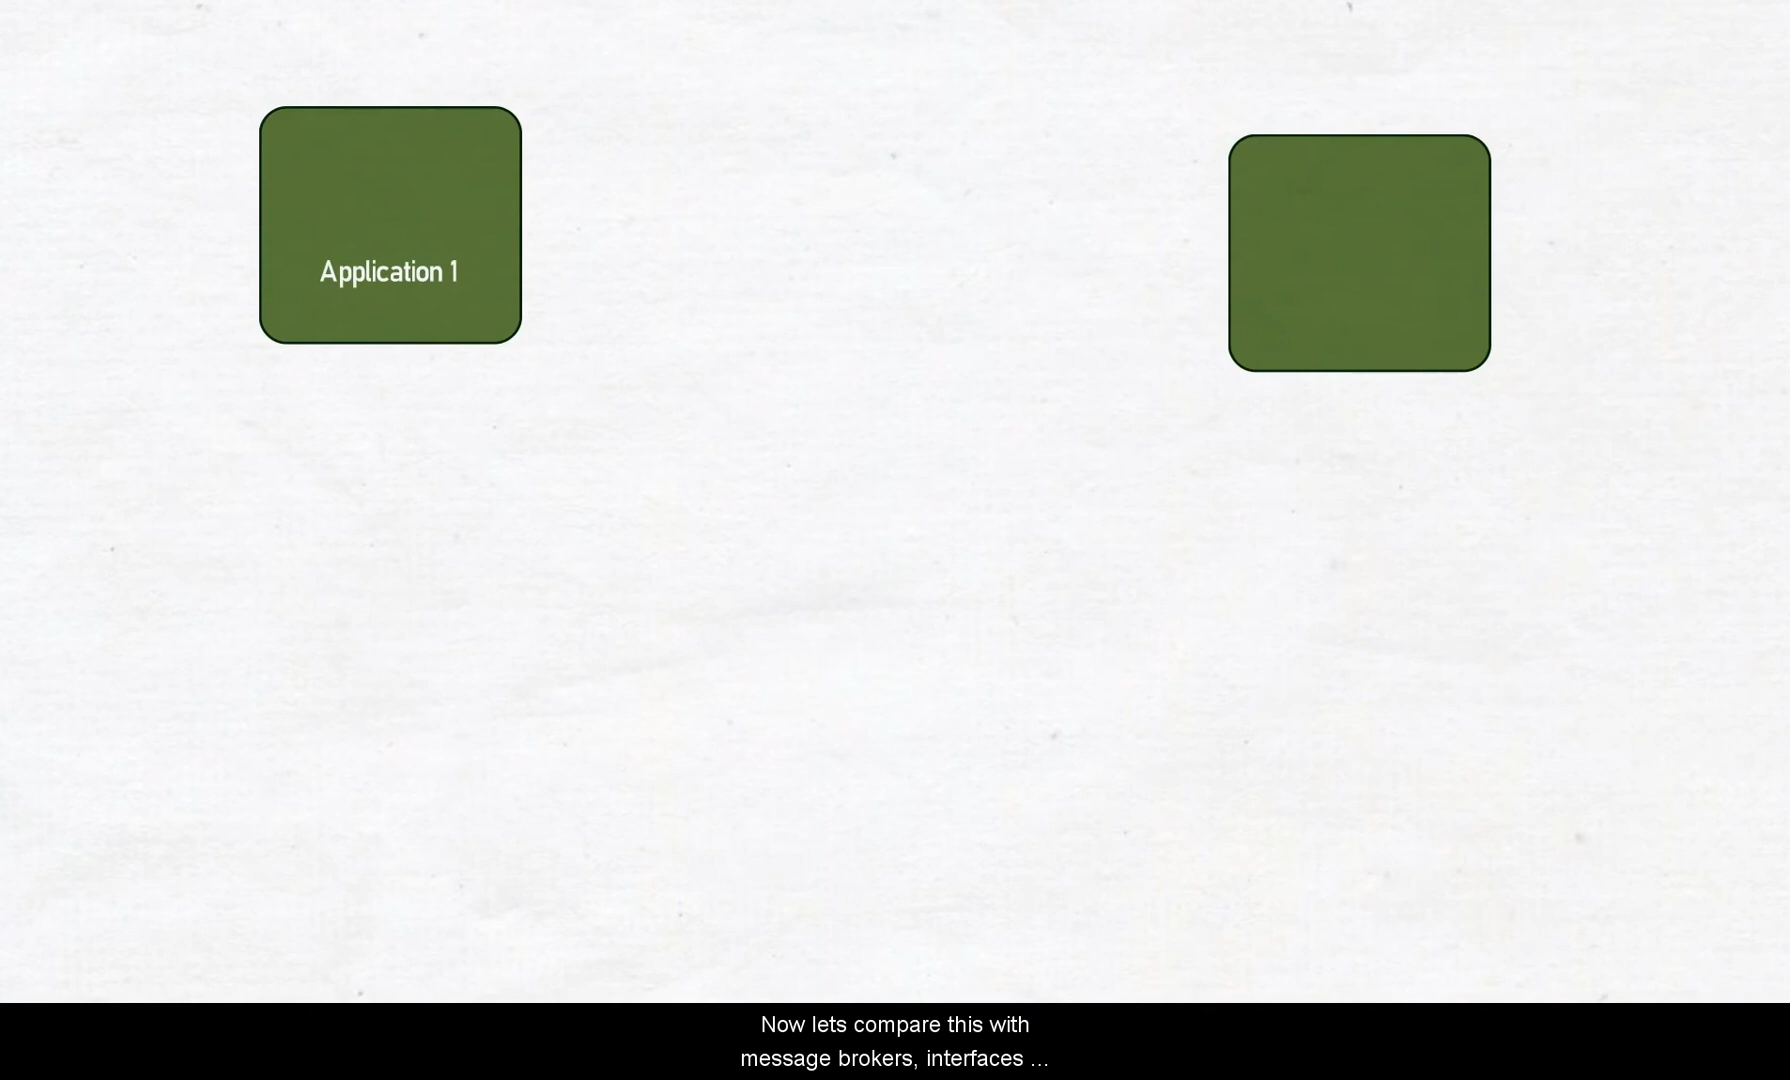 Application 1
Now lets compare this with
message brokers, interfaces ...